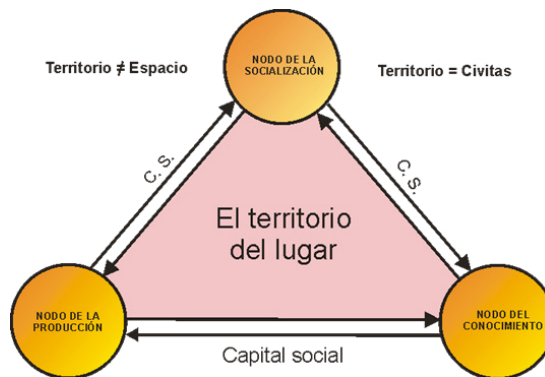 NODO DE LA
SOCIALIZACIÓN
Territorio ≠ Espacio
Territorio = Civitas
C. S.
C. S.
El territorio
del lugar
NODO DE LA
PRODUCCIÓN
NODO DEL
CONOCIMIENTO
Capital social